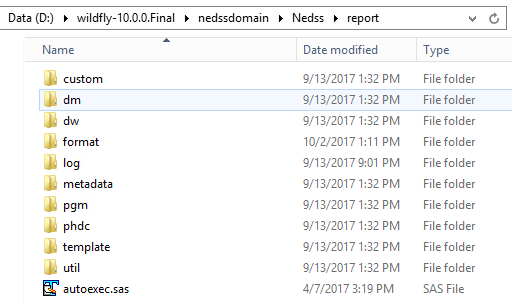 Data (D:) ▸ wildfly-10.0.0.Final ▸ nedssdomain ▸ Nedss ▸ report
Name Date modified Type
custom 9/13/2017 1:32 PM File folder
dm 9/13/2017 1:32 PM File folder
dw 9/13/2017 1:32 PM File folder
format 10/2/2017 1:11 PM File folder
log 9/13/2017 9:01 PM File folder
metadata 9/13/2017 1:32 PM File folder
pgm 9/13/2017 1:32 PM File folder
phdc 9/13/2017 1:32 PM File folder
template 9/13/2017 1:32 PM File folder
util 9/13/2017 1:32 PM File folder
autoexec.sas 4/7/2017 3:19 PM SAS File